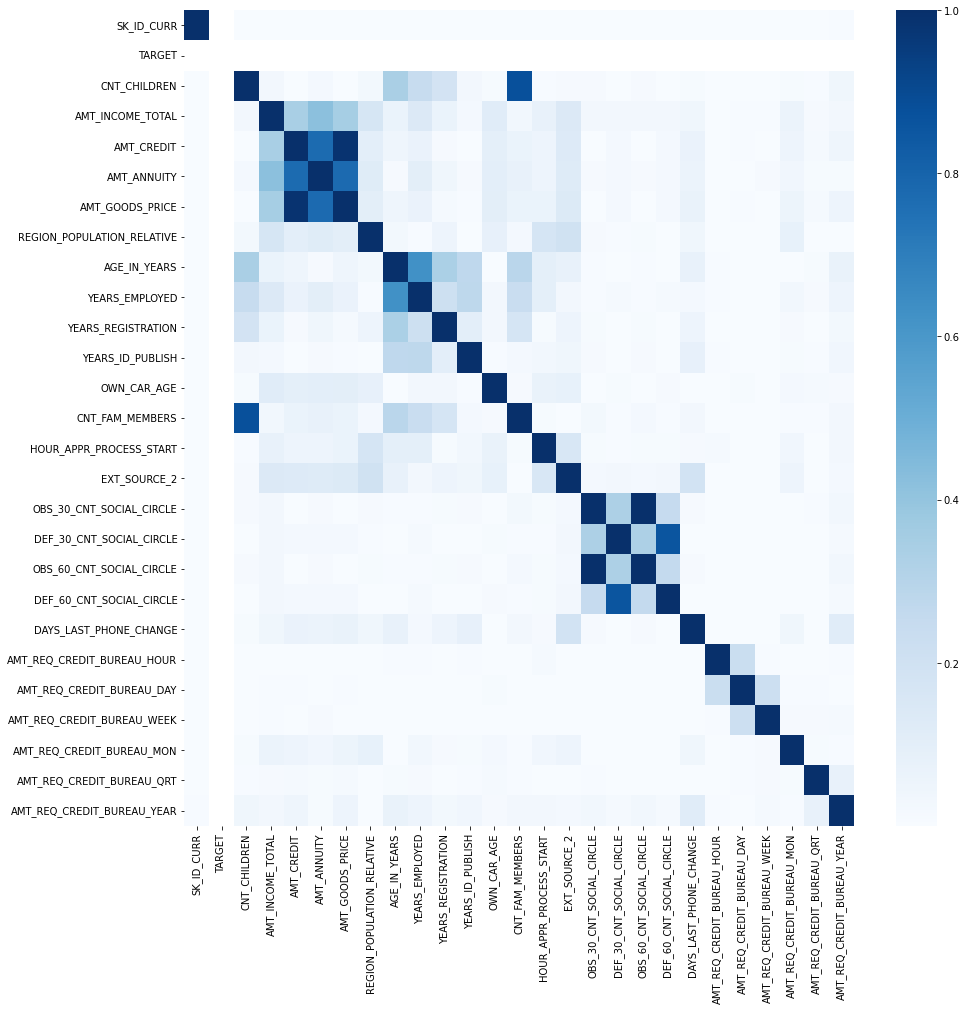 SK_ID_CURR
TARGET
CNT_CHILDREN
AMT_INCOME_TOTAL
AMT_CREDIT
AMT_ANNUITY
AMT_GOODS_PRICE
REGION_POPULATION_RELATIVE
AGE_IN_YEARS
YEARS_EMPLOYED
YEARS_REGISTRATION
YEARS_ID_PUBLISH
OWN_CAR_AGE
CNT_FAM_MEMBERS
HOUR_APPR_PROCESS_START
EXT_SOURCE_2
OBS_30_CNT_SOCIAL_CIRCLE
DEF_30_CNT_SOCIAL_CIRCLE
OBS_60_CNT_SOCIAL_CIRCLE
DEF_60_CNT_SOCIAL_CIRCLE
DAYS_LAST_PHONE_CHANGE
AMT_REQ_CREDIT_BUREAU_HOUR
AMT_REQ_CREDIT_BUREAU_DAY
AMT_REQ_CREDIT_BUREAU_WEEK
AMT_REQ_CREDIT_BUREAU_MON
AMT_REQ_CREDIT_BUREAU_QRT
AMT_REQ_CREDIT_BUREAU_YEAR
SK_ID_CURR
TARGET
CNT_CHILDREN
AMT_INCOME_TOTAL
AMT_CREDIT
AMT_ANNUITY
AMT_GOODS_PRICE
REGION_POPULATION_RELATIVE
AGE_IN_YEARS
YEARS_EMPLOYED
YEARS_REGISTRATION
YEARS_ID_PUBLISH
OWN_CAR_AGE
CNT_FAM_MEMBERS
HOUR_APPR_PROCESS_START
EXT_SOURCE_2
OBS_30_CNT_SOCIAL_CIRCLE
DEF_30_CNT_SOCIAL_CIRCLE
OBS_60_CNT_SOCIAL_CIRCLE
DEF_60_CNT_SOCIAL_CIRCLE
DAYS_LAST_PHONE_CHANGE
AMT_REQ_CREDIT_BUREAU_HOUR
AMT_REQ_CREDIT_BUREAU_DAY
AMT_REQ_CREDIT_BUREAU_WEEK
AMT_REQ_CREDIT_BUREAU_MON
AMT_REQ_CREDIT_BUREAU_QRT
AMT_REQ_CREDIT_BUREAU_YEAR
1.0
0.8
0.6
0.4
0.2